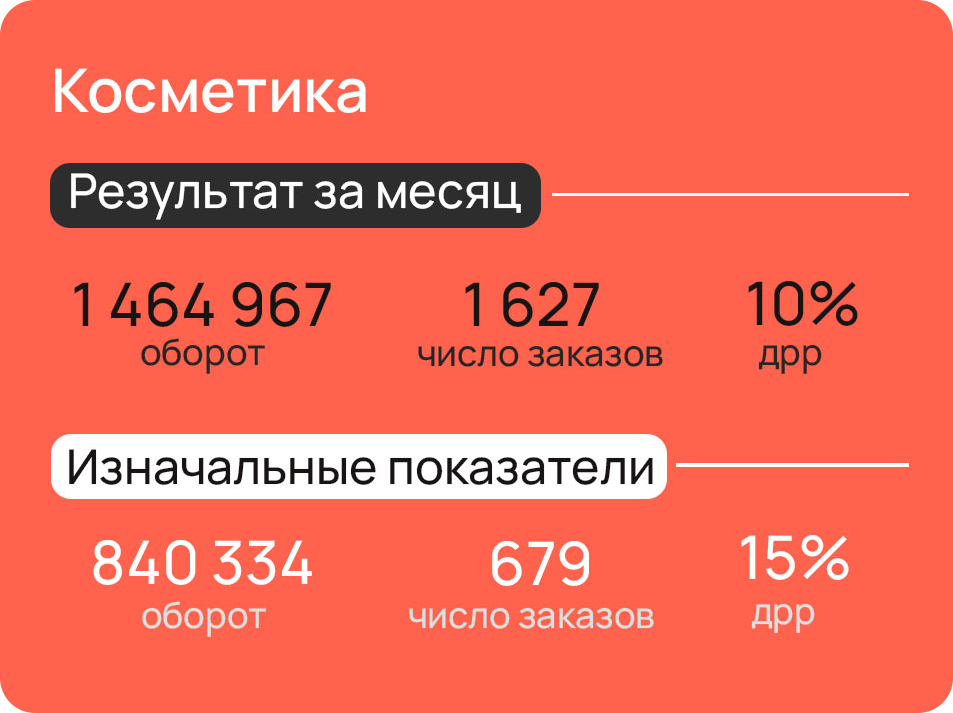 Косметика
Результат за месяц
1 464 967 1 627 10%
оборот число заказов дрр
Изначальные показатели
840 334 679 15%
оборот число заказов дрр